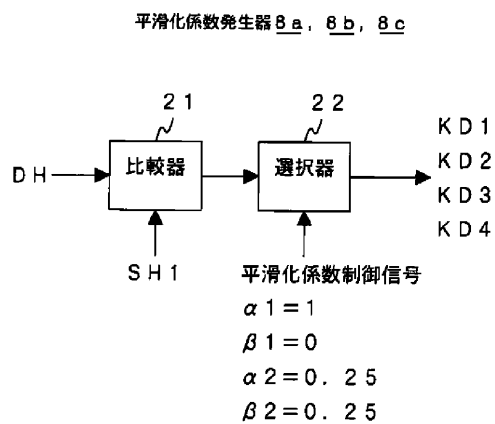 平滑化係数発生器8a，8b，8c
21
22
DH
比較器
選択器
KD1
KD2
KD3
KD4
SH1
平滑化係数制御信号
α1＝1
β1＝0
α2＝0．25
β2＝0．25